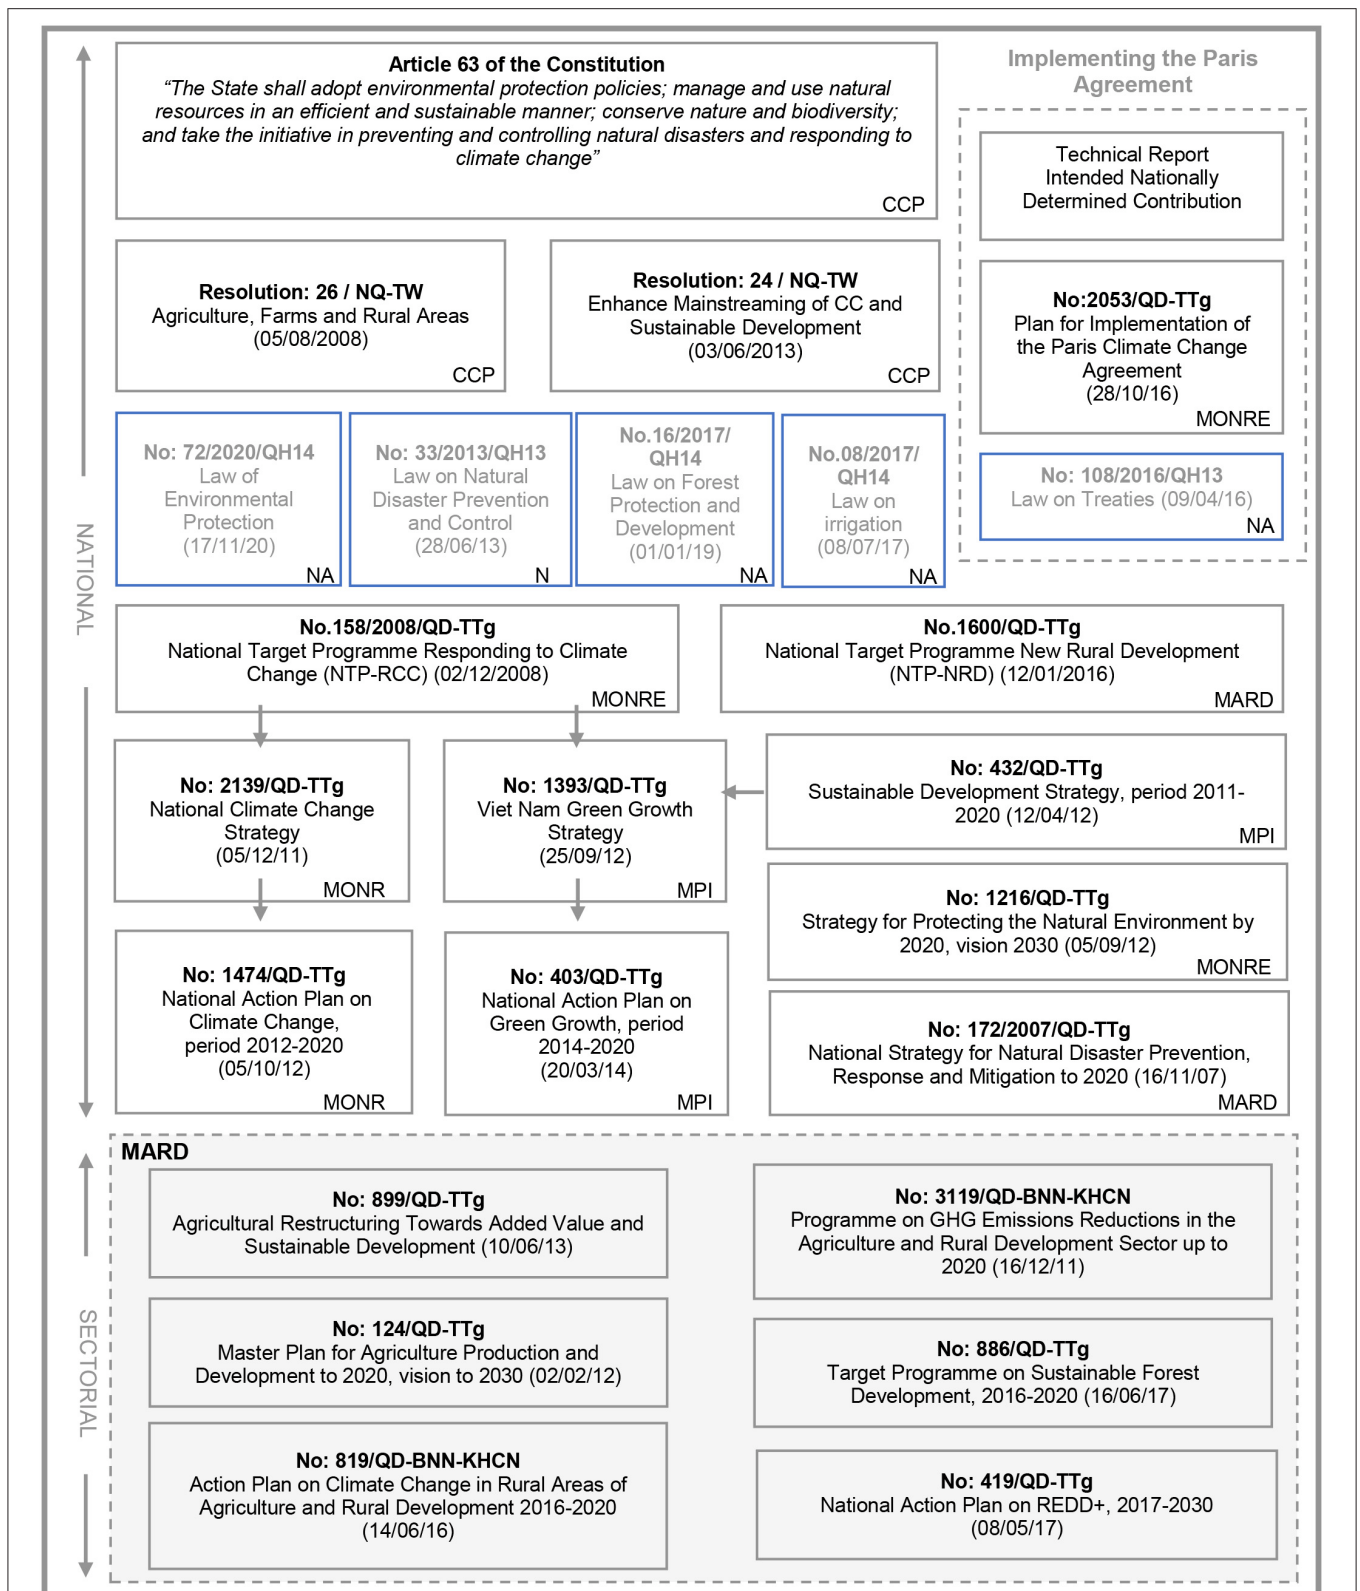 Article 63 of the Constitution
“The State shall adopt environmental protection policies; manage and use natural
resources in an efficient and sustainable manner; conserve nature and biodiversity;
and take the initiative in preventing and controlling natural disasters and responding to
climate change”
CCP
Implementing the Paris
Agreement
Technical Report
Intended Nationally
Determined Contribution
Resolution: 26 / NQ-TW
Agriculture, Farms and Rural Areas
(05/08/2008)
CCP
Resolution: 24 / NQ-TW
Enhance Mainstreaming of CC and
Sustainable Development
(03/06/2013)
CCP
No:2053/QD-TTg
Plan for Implementation of
the Paris Climate Change
Agreement
(28/10/16)
MONRE
No: 72/2020/QH14
Law of
Environmental
Protection
(17/11/20)
NA
No: 33/2013/QH13
Law on Natural
Disaster Prevention
and Control
(28/06/13)
N
No.16/2017/
QH14
Law on Forest
Protection and
Development
(01/01/19)
NA
No.08/2017/
QH14
Law on
irrigation
(08/07/17)
NA
No: 108/2016/QH13
Law on Treaties (09/04/16)
NA
NATIONAL
No.158/2008/QD-TTg
National Target Programme Responding to Climate
Change (NTP-RCC) (02/12/2008)
MONRE
No.1600/QD-TTg
National Target Programme New Rural Development
(NTP-NRD) (12/01/2016)
MARD
No: 2139/QD-TTg
National Climate Change
Strategy
(05/12/11)
MONR
No: 1393/QD-TTg
Viet Nam Green Growth
Strategy
(25/09/12)
MPI
No: 432/QD-TTg
Sustainable Development Strategy, period 2011-
2020 (12/04/12)
MPI
No: 1216/QD-TTg
Strategy for Protecting the Natural Environment by
2020, vision 2030 (05/09/12)
MONRE
No: 1474/QD-TTg
National Action Plan on
Climate Change,
period 2012-2020
(05/10/12)
MONR
No: 403/QD-TTg
National Action Plan on
Green Growth, period
2014-2020
(20/03/14)
MPI
No: 172/2007/QD-TTg
National Strategy for Natural Disaster Prevention,
Response and Mitigation to 2020 (16/11/07)
MARD
SECTORIAL
MARD
No: 899/QD-TTg
Agricultural Restructuring Towards Added Value and
Sustainable Development (10/06/13)
No: 3119/QD-BNN-KHCN
Programme on GHG Emissions Reductions in the
Agriculture and Rural Development Sector up to
2020 (16/12/11)
No: 124/QD-TTg
Master Plan for Agriculture Production and
Development to 2020, vision to 2030 (02/02/12)
No: 886/QD-TTg
Target Programme on Sustainable Forest
Development, 2016-2020 (16/06/17)
No: 819/QD-BNN-KHCN
Action Plan on Climate Change in Rural Areas of
Agriculture and Rural Development 2016-2020
(14/06/16)
No: 419/QD-TTg
National Action Plan on REDD+, 2017-2030
(08/05/17)